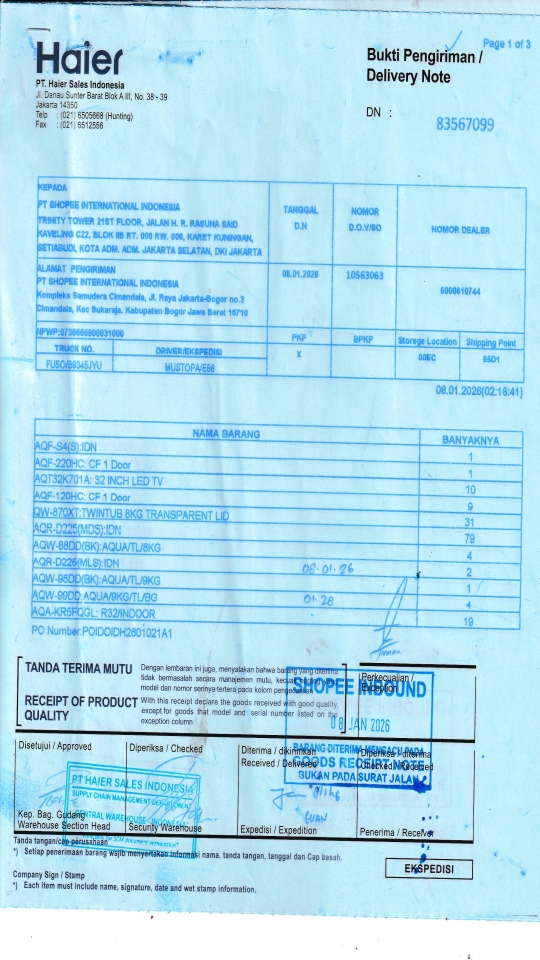 Page 1 of 3
Haier
Bukti Pengiriman /
Delivery Note
PT. Haier Sales Indonesia
Jl. Danau Sunter Barat Blok A III, No. 38 - 39
Jakarta 14350
Telp : (021) 6505668 (Hunting)
Fax : (021) 6512556
DN :
83567099
KEPADA
PT SHOPEE INTERNATIONAL INDONESIA
TRINITY TOWER 21ST FLOOR, JALAN H. R. RASUNA SAID
KAVELING C22, BLOK IIB RT. 000 RW. 000, KARET KUNINGAN,
SETIABUDI, KOTA ADM. ADM. JAKARTA SELATAN, DKI JAKARTA
TANGGAL
D.N
NOMOR
D.O.V/SO
NOMOR DEALER
ALAMAT PENGIRIMAN
PT SHOPEE INTERNATIONAL INDONESIA
Kompleks Samudera Cimandala, Jl. Raya Jakarta-Bogor no.3
Cimandala, Kec Sukaraja. Kabupaten Bogor Jawa Barat 16710
08.01.2026
10563063
6000610744
PKP
BPKP
Storege Location
Shipping Point
TRUCK NO.
DRIVER/EKSPEDISI
X
00EC
65D1
FUSO/B9345JYU
MUSTOPA/E66
08.01.2026(02:16:41)
NAMA BARANG
BANYAKNYA
AQF-S4(S):IDN
1
AQF-220HC: CF 1 Door
1
AQT32K701A: 32 INCH LED TV
10
AQF-120HC: CF 1 Door
9
QW-870XT:TWINTUB 8KG TRANSPARENT LID
31
AQR-D225(MDS):IDN
79
AQW-88DD(BK):AQUA/TL/8KG
4
AQR-D225(MLS):IDN
2
AQW-98DD(BK):AQUA/TL/9KG
1
AQW-99DD:AQUA/9KG/TL/BG
4
AQA-KR5FQGL: R32/INDOOR
19
08.01.26
01.28
PO Number:POIDOIDH2601021A1
TANDA TERIMA MUTU
RECEIPT OF PRODUCT
QUALITY
Dengan lembaran ini juga, menyatakan bahwa barang yang diterima
tidak bermasalah secara manajemen mutu, kecuali barang
model dan nomor serinya tertera pada kolom pengecualian
With this receipt declare the goods received with good quality,
except for goods that model and serial number listed on the
exception column
Perkecualian /
Exception
SHOPEE INBOUND
08 JAN 2026
BARANG DITERIMA MENGACU PADA
GOODS RECEIPT NOTE
BUKAN PADA SURAT JALAN
Disetujui / Approved
Diperiksa / Checked
Diterima / dikirimkan
Received / Delivered
Diperiksa / diterima
Checked / Received
PT HAIER SALES INDONESIA
SUPPLY CHAIN MANAGEMENT DEPARTEMENT
CENTRAL WAREHOUSE - INDONESIA
Kep. Bag. Gudang
Warehouse Section Head
Security Warehouse
Expedisi / Expedition
Penerima / Receiver
Tanda tangan/cap perusahaan
*) Setiap penerimaan barang wajib menyertakan informasi nama, tanda tangan, tanggal dan Cap basah.
EKSPEDISI
Company Sign / Stamp
*) Each item must include name, signature, date and wet stamp information.